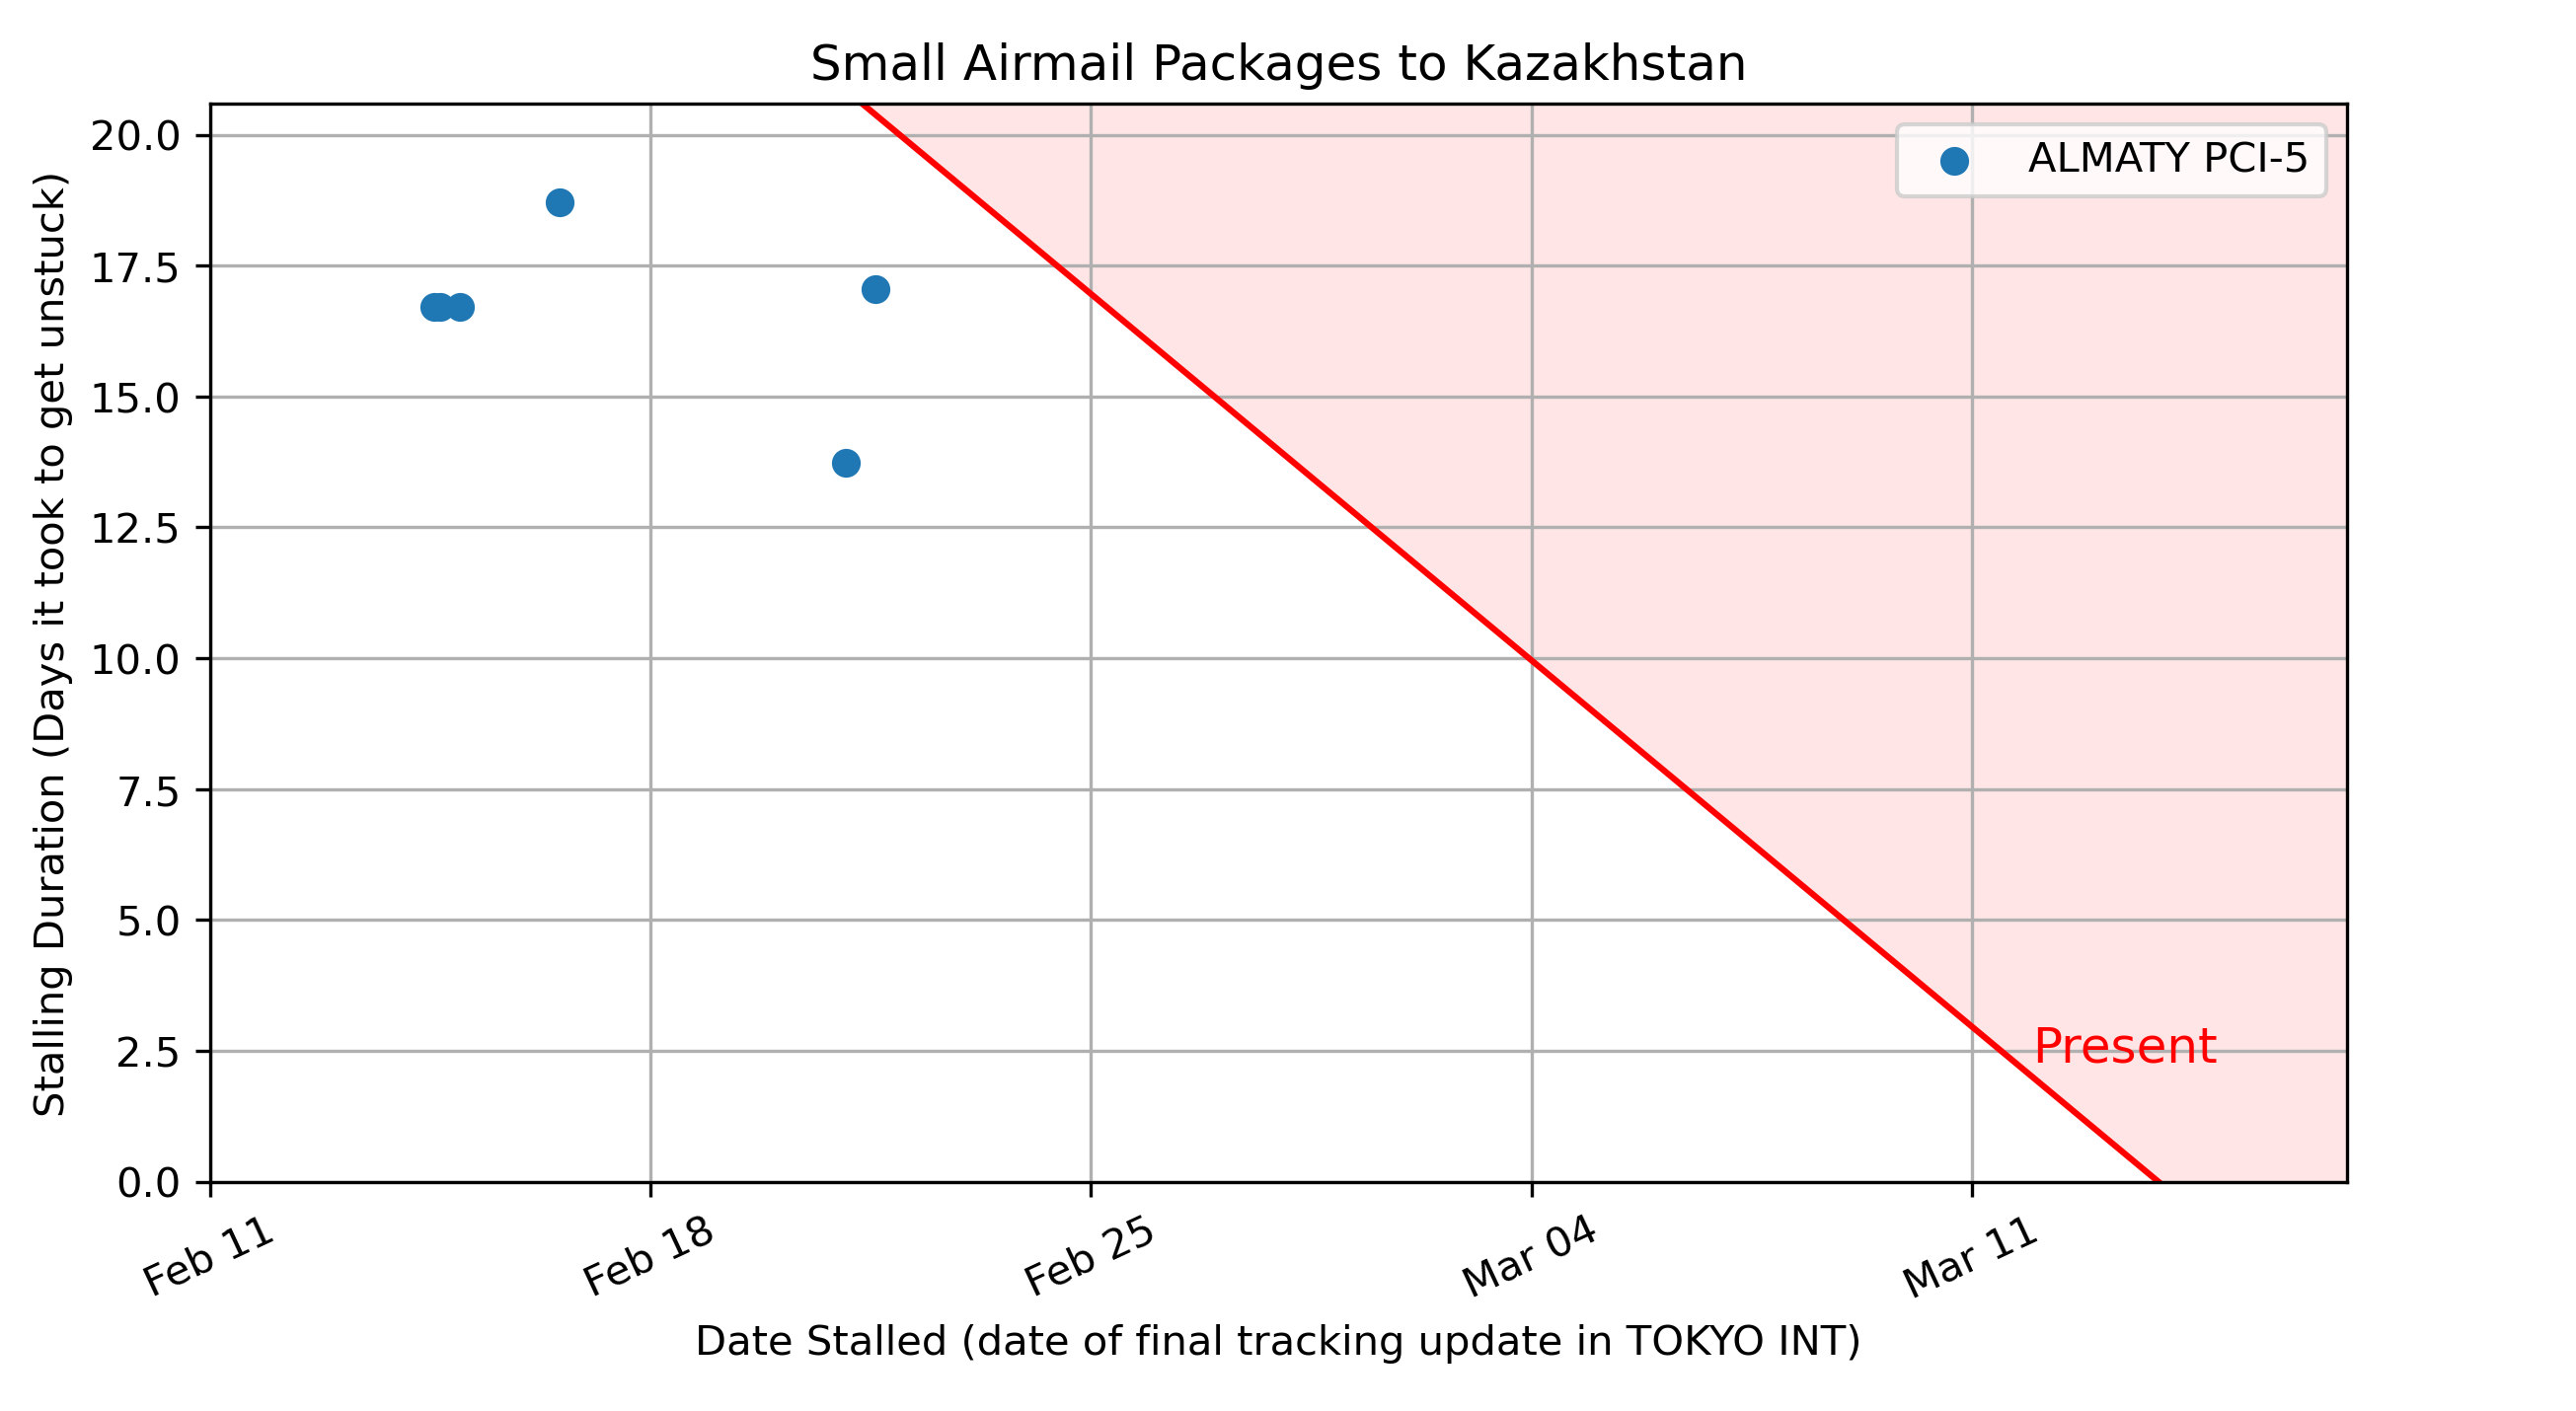 Small Airmail Packages to Kazakhstan
ALMATY PCI-5
Stalling Duration (Days it took to get unstuck)
20.0
17.5
15.0
12.5
10.0
7.5
5.0
2.5
0.0
Present
Feb 11
Feb 18
Feb 25
Mar 04
Mar 11
Date Stalled (date of final tracking update in TOKYO INT)